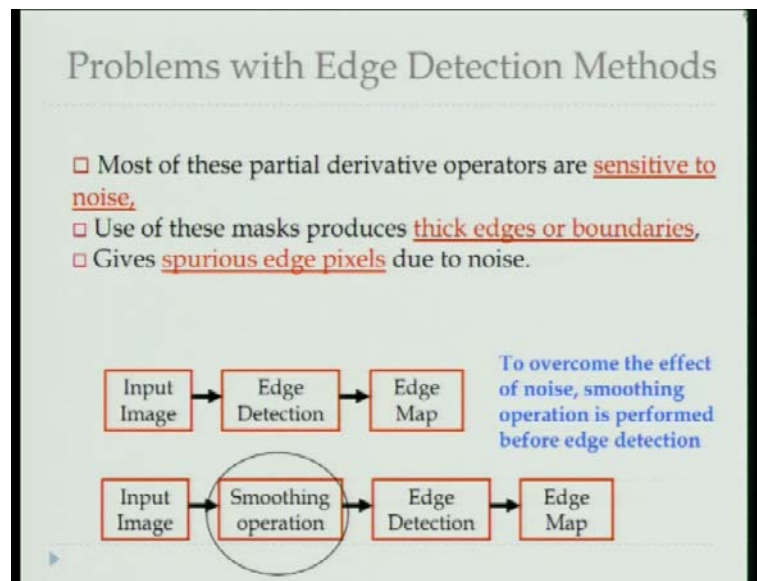 Problems with Edge Detection Methods
Most of these partial derivative operators are sensitive to
noise,
Use of these masks produces thick edges or boundaries,
Gives spurious edge pixels due to noise.
To overcome the effect
of noise, smoothing
operation is performed
before edge detection
Input
Image
Edge
Detection
Edge
Map
Input
Image
Smoothing
operation
Edge
Detection
Edge
Map